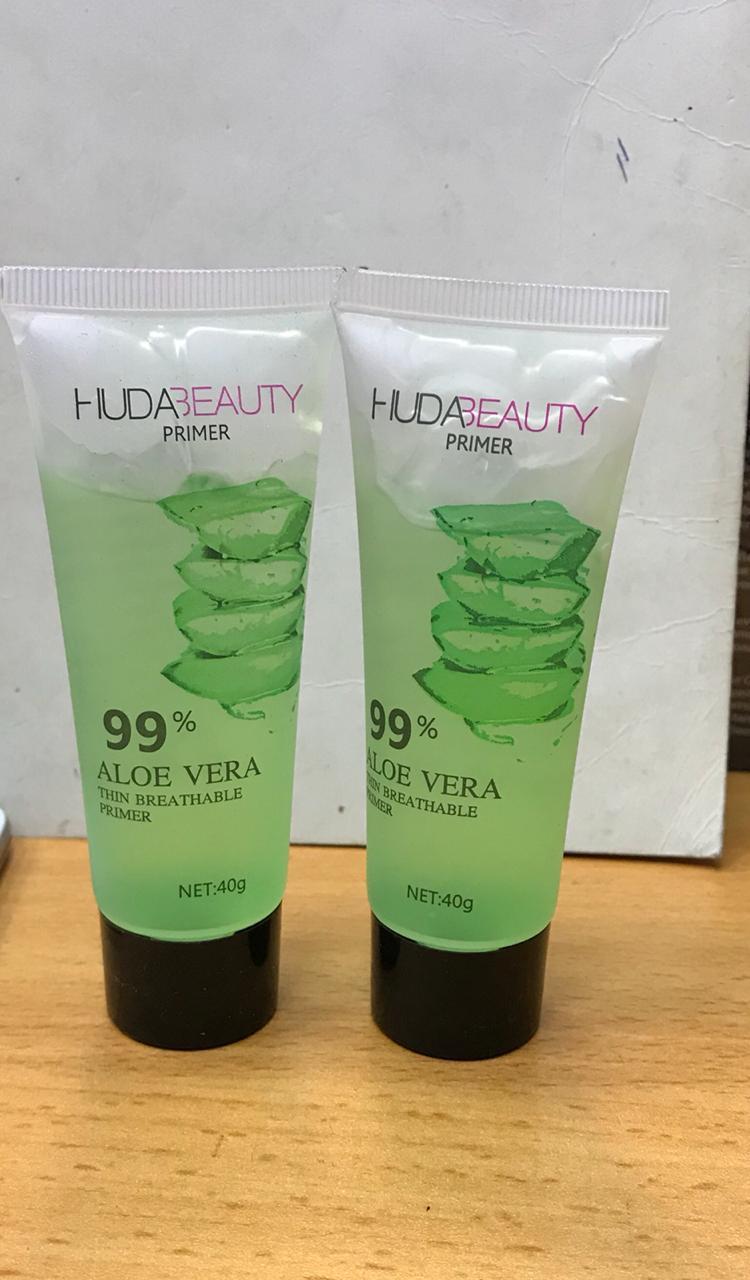 HUDABEAUTY
PRIMER
99%
ALOE VERA
THIN BREATHABLE
PRIMER
NET:40g
HUDABEAUTY
PRIMER
99%
ALOE VERA
THIN BREATHABLE
PRIMER
NET:40g